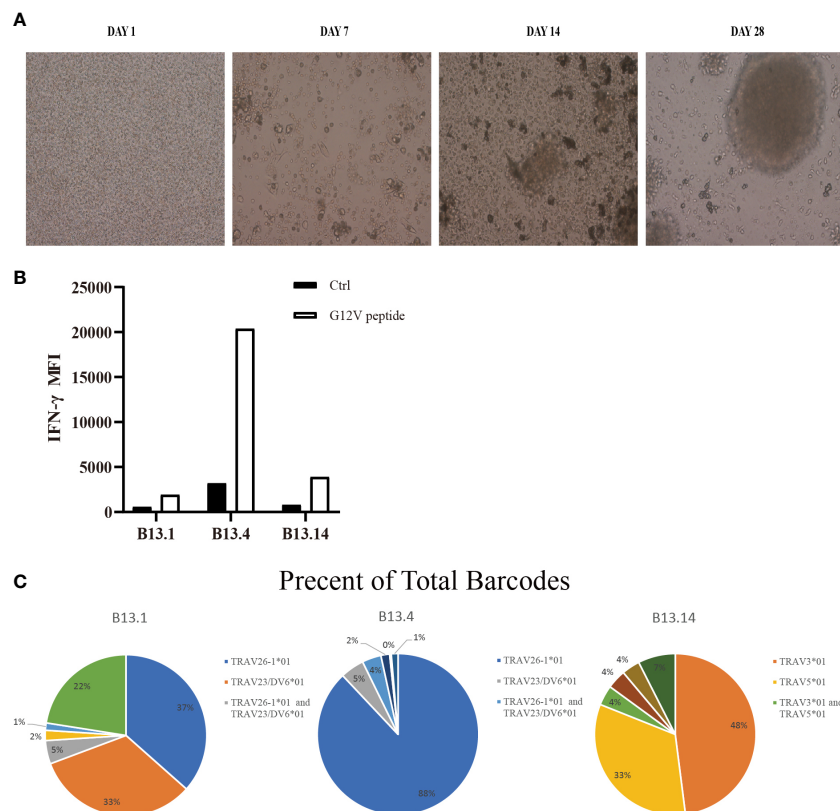 A
DAY 1 DAY 7 DAY 14 DAY 28
B
25000
20000
15000
10000
5000
0
IFN-γ MFI
Ctrl
G12V peptide
B13.1 B13.4 B13.14
C
Precent of Total Barcodes
B13.1
37%
33%
5%
2%
1%
22%
TRAV26-1*01
TRAV23/DV6*01
TRAV26-1*01 and
TRAV23/DV6*01
B13.4
2% 0% 1%
4%
5%
88%
TRAV26-1*01
TRAV23/DV6*01
TRAV26-1*01 and
TRAV23/DV6*01
B13.14
7%
4%
4%
4%
48%
33%
TRAV3*01
TRAV5*01
TRAV3*01 and
TRAV5*01